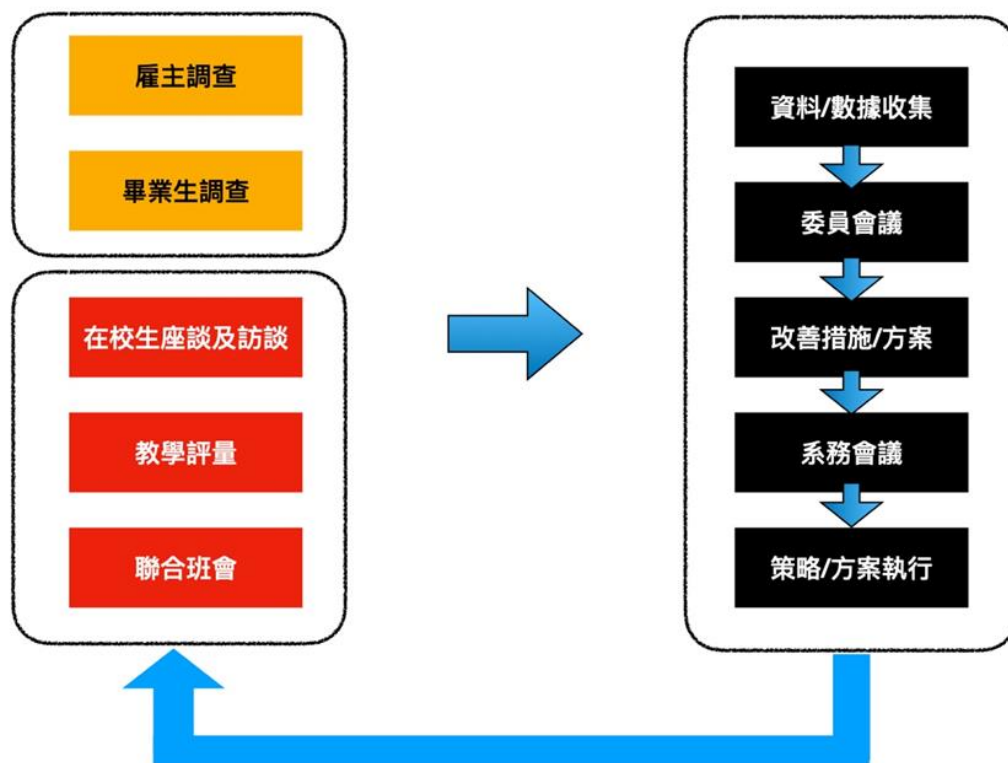 雇主調查
畢業生調查
在校生座談及訪談
教學評量
聯合班會
資料/數據收集
委員會議
改善措施/方案
系務會議
策略/方案執行